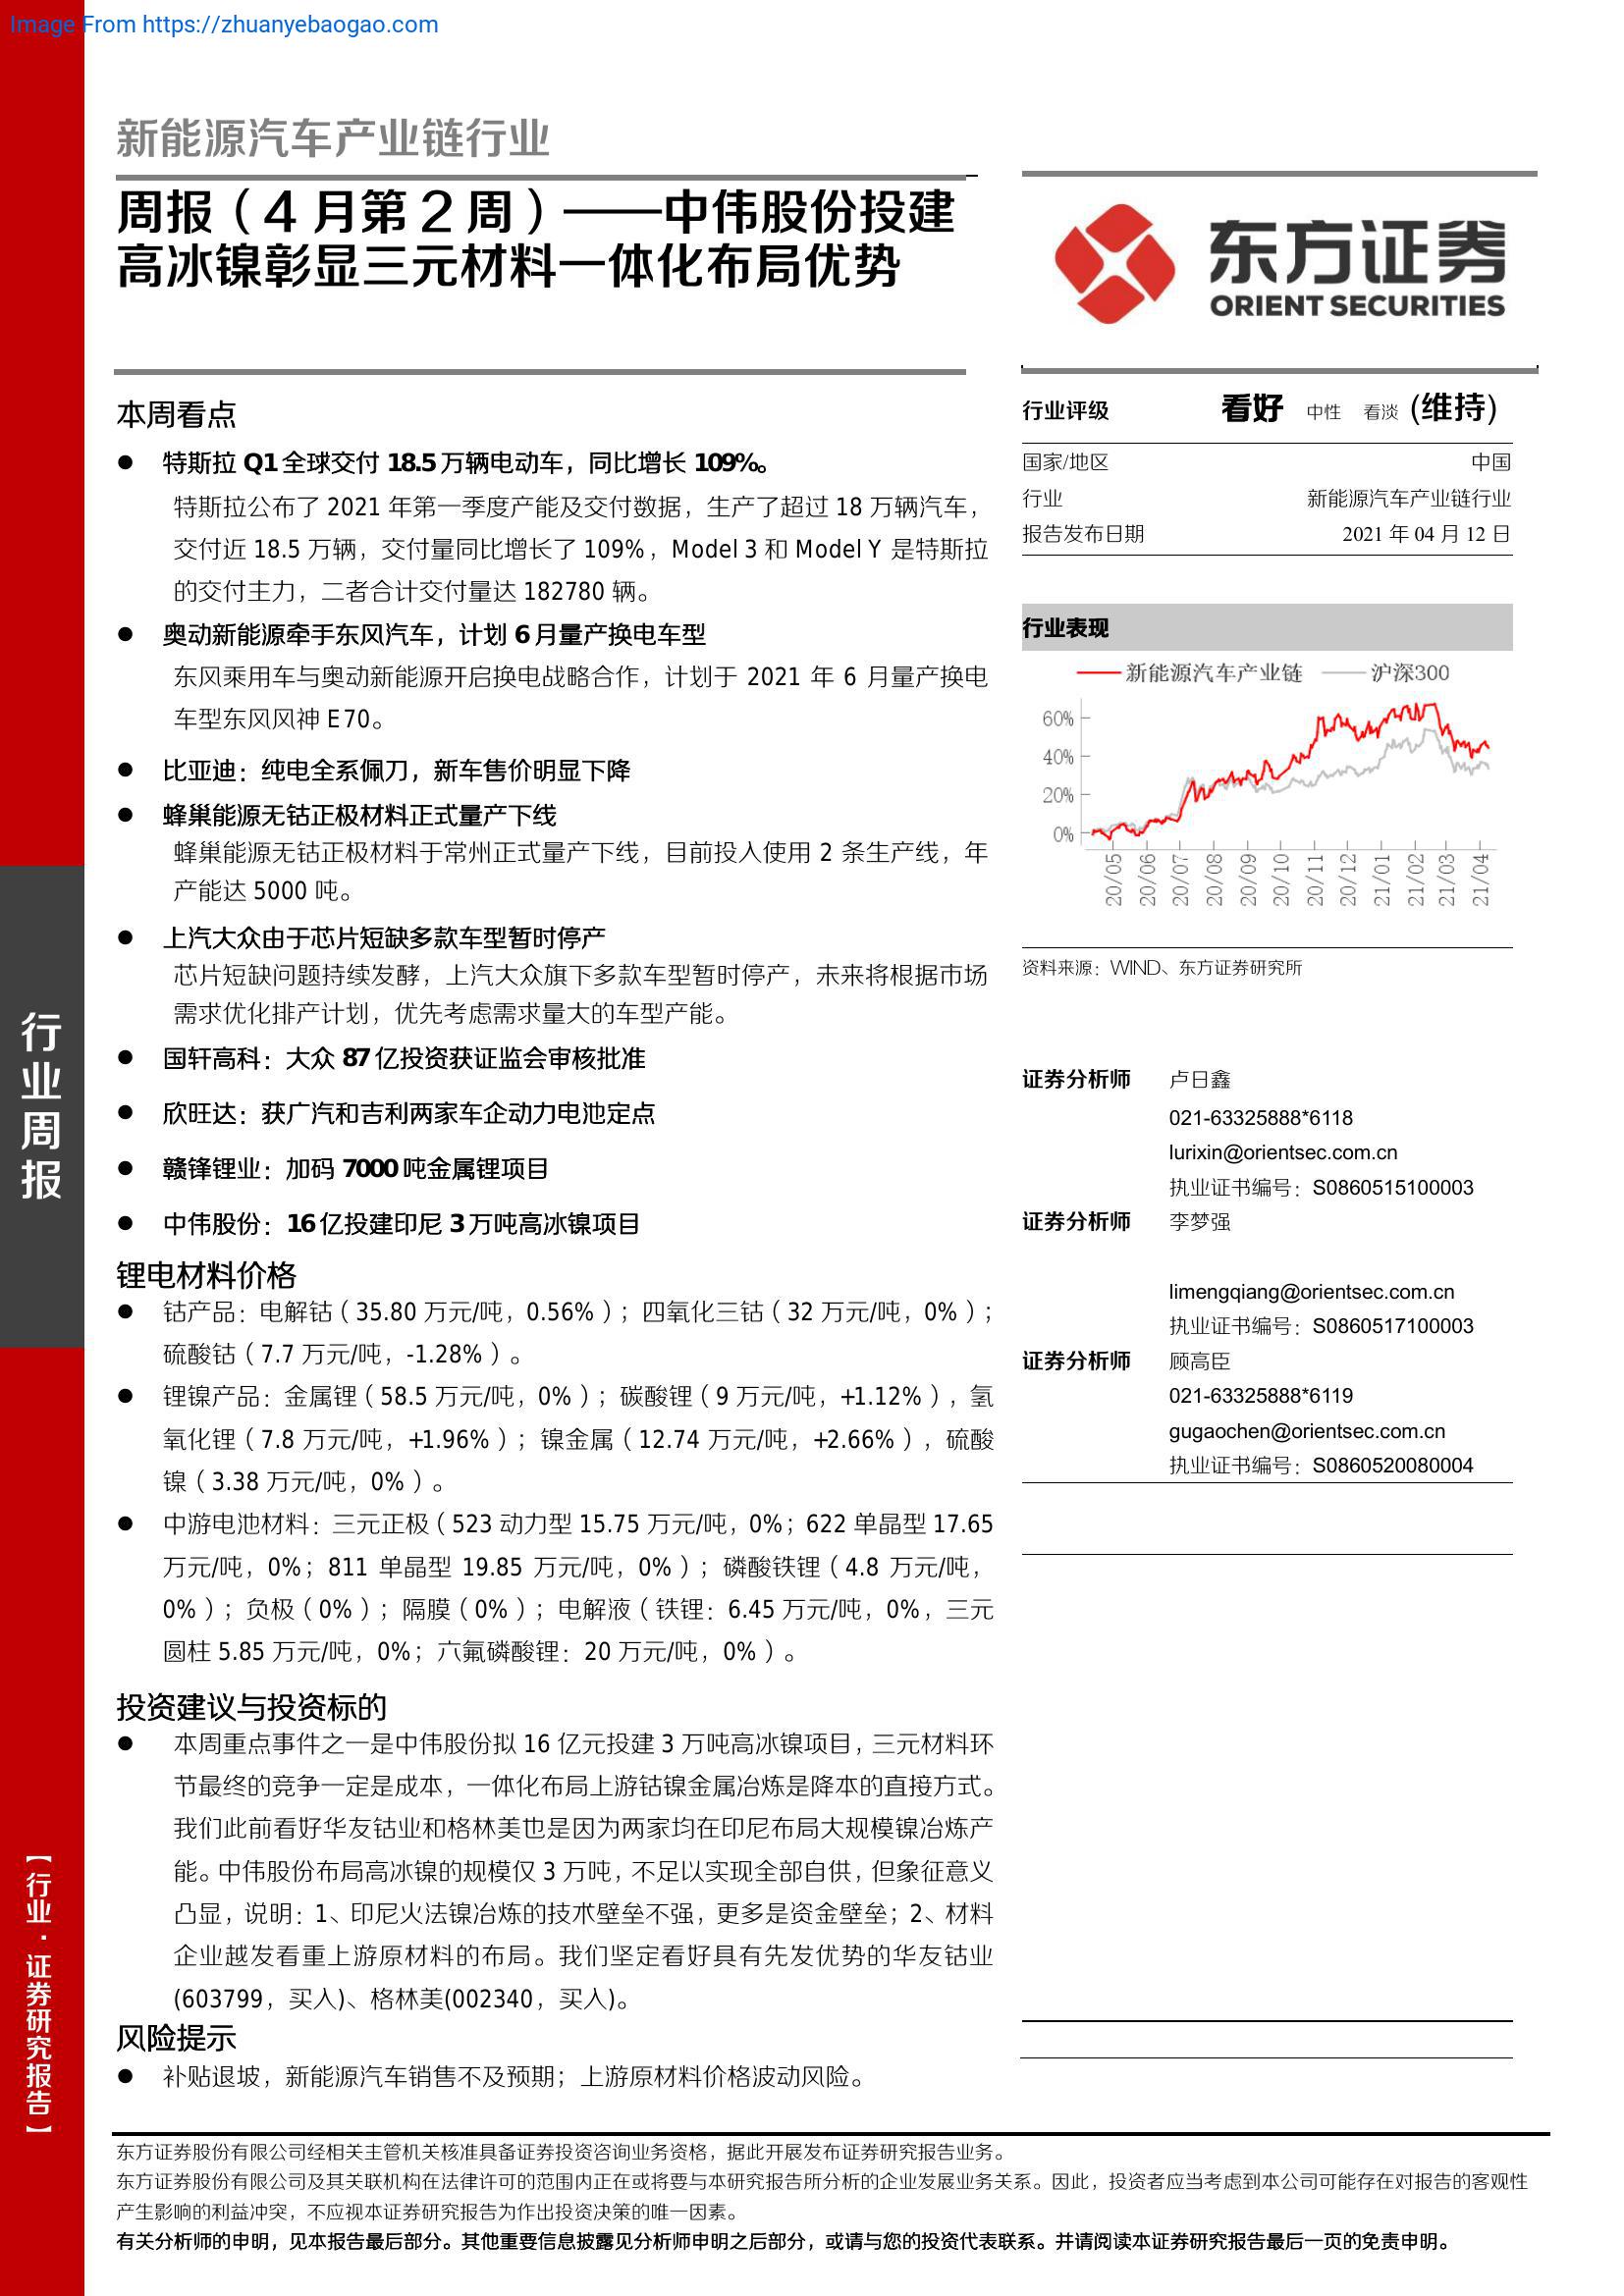 Image From https://zhuanyebaogao.com
新能源汽车产业链行业
周报（4 月第 2 周）——中伟股份投建
高冰镍彰显三元材料一体化布局优势
东方证券
ORIENT SECURITIES
本周看点
● 特斯拉 Q1 全球交付 18.5 万辆电动车，同比增长 109%。
特斯拉公布了 2021 年第一季度产能及交付数据，生产了超过 18 万辆汽车，
交付近 18.5 万辆，交付量同比增长了 109%，Model 3 和 Model Y 是特斯拉
的交付主力，二者合计交付量达 182780 辆。
● 奥动新能源牵手东风汽车，计划 6 月量产换电车型
东风乘用车与奥动新能源开启换电战略合作，计划于 2021 年 6 月量产换电
车型东风风神 E70。
● 比亚迪：纯电全系佩刀，新车售价明显下降
● 蜂巢能源无钴正极材料正式量产下线
蜂巢能源无钴正极材料于常州正式量产下线，目前投入使用 2 条生产线，年
产能达 5000 吨。
● 上汽大众由于芯片短缺多款车型暂时停产
芯片短缺问题持续发酵，上汽大众旗下多款车型暂时停产，未来将根据市场
需求优化排产计划，优先考虑需求量大的车型产能。
● 国轩高科：大众 87 亿投资获证监会审核批准
● 欣旺达：获广汽和吉利两家车企动力电池定点
● 赣锋锂业：加码 7000 吨金属锂项目
● 中伟股份：16 亿投建印尼 3 万吨高冰镍项目
锂电材料价格
● 钴产品：电解钴（35.80 万元/吨，0.56%）；四氧化三钴（32 万元/吨，0%）；
硫酸钴（7.7 万元/吨，-1.28%）。
● 锂镍产品：金属锂（58.5 万元/吨，0%）；碳酸锂（9 万元/吨，+1.12%），氢
氧化锂（7.8 万元/吨，+1.96%）；镍金属（12.74 万元/吨，+2.66%），硫酸
镍（3.38 万元/吨，0%）。
● 中游电池材料：三元正极（523 动力型 15.75 万元/吨，0%；622 单晶型 17.65
万元/吨，0%；811 单晶型 19.85 万元/吨，0%）；磷酸铁锂（4.8 万元/吨，
0%）；负极（0%）；隔膜（0%）；电解液（铁锂：6.45 万元/吨，0%，三元
圆柱 5.85 万元/吨，0%；六氟磷酸锂：20 万元/吨，0%）。
投资建议与投资标的
● 本周重点事件之一是中伟股份拟 16 亿元投建 3 万吨高冰镍项目，三元材料环
节最终的竞争一定是成本，一体化布局上游钴镍金属冶炼是降本的直接方式。
我们此前看好华友钴业和格林美也是因为两家均在印尼布局大规模镍冶炼产
能。中伟股份布局高冰镍的规模仅 3 万吨，不足以实现全部自供，但象征意义
凸显，说明：1、印尼火法镍冶炼的技术壁垒不强，更多是资金壁垒；2、材料
企业越发看重上游原材料的布局。我们坚定看好具有先发优势的华友钴业
(603799，买入)、格林美(002340，买入)。
风险提示
● 补贴退坡，新能源汽车销售不及预期；上游原材料价格波动风险。
行业评级 看好 中性 看淡 (维持)
国家/地区 中国
行业 新能源汽车产业链行业
报告发布日期 2021 年 04 月 12 日
行业表现
新能源汽车产业链 沪深300
60%
40%
20%
0%
20/05 20/06 20/07 20/08 20/09 20/10 20/11 20/12 21/01 21/02 21/03 21/04
资料来源：WIND、东方证券研究所
证券分析师 卢日鑫
021-63325888*6118
lurixin@orientsec.com.cn
执业证书编号：S0860515100003
证券分析师 李梦强
limengqiang@orientsec.com.cn
执业证书编号：S0860517100003
证券分析师 顾高臣
021-63325888*6119
gugaochen@orientsec.com.cn
执业证书编号：S0860520080004
行业周报
【行业·证券研究报告】
东方证券股份有限公司经相关主管机关核准具备证券投资咨询业务资格，据此开展发布证券研究报告业务。
东方证券股份有限公司及其关联机构在法律许可的范围内正在或将要与本研究报告所分析的企业发展业务关系。因此，投资者应当考虑到本公司可能存在对报告的客观性
产生影响的利益冲突，不应视本证券研究报告为作出投资决策的唯一因素。
有关分析师的申明，见本报告最后部分。其他重要信息披露见分析师申明之后部分，或请与您的投资代表联系。并请阅读本证券研究报告最后一页的免责申明。